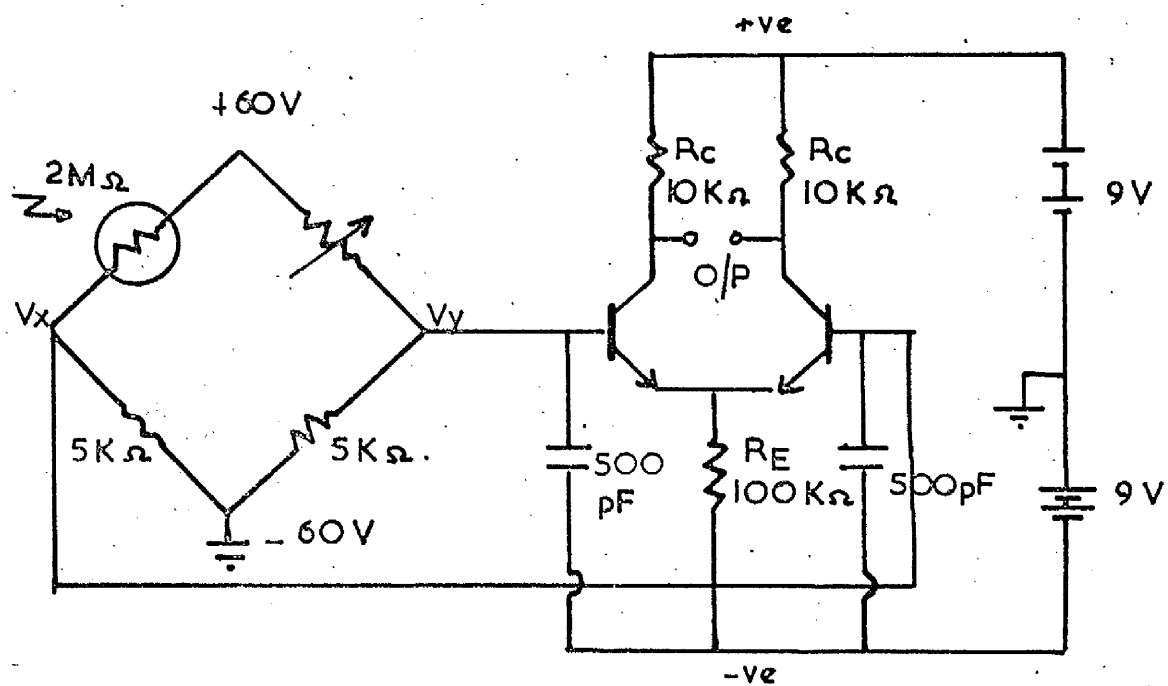 +ve
+60V
2MΩ
Rc
10KΩ
Rc
10KΩ
9V
O/P
Vx
Vy
5KΩ
5KΩ.
500
pF
RE
100KΩ
500pF
9V
- 60V
-ve